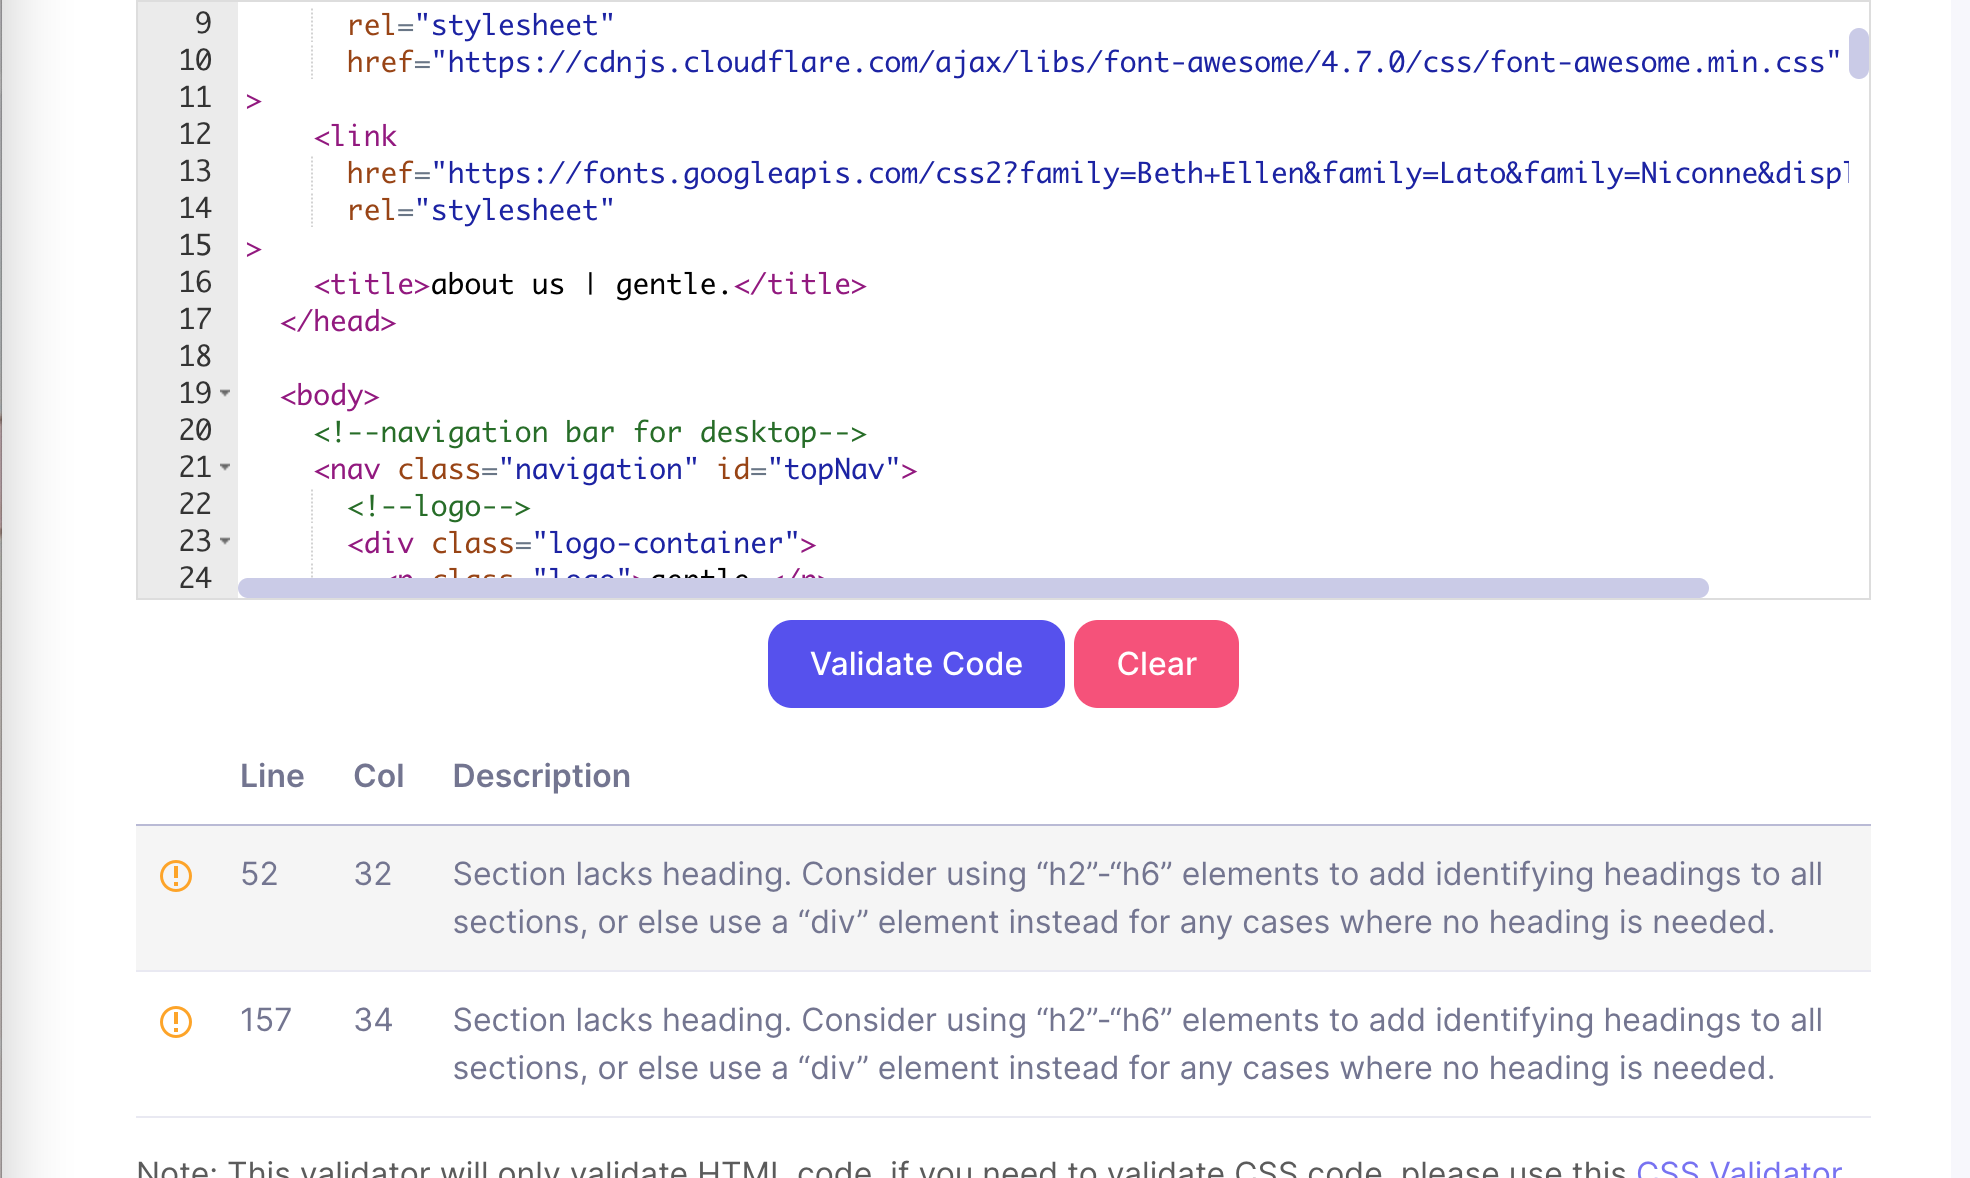 9 rel="stylesheet"
10 href="https://cdnjs.cloudflare.com/ajax/libs/font-awesome/4.7.0/css/font-awesome.min.css"
11 >
12 <link
13 href="https://fonts.googleapis.com/css2?family=Beth+Ellen&family=Lato&family=Niconne&displ
14 rel="stylesheet"
15 >
16 <title>about us | gentle.</title>
17 </head>
18
19 <body>
20 <!--navigation bar for desktop-->
21 <nav class="navigation" id="topNav">
22 <!--logo-->
23 <div class="logo-container">
24 <p class="logo">gentle.</p>
Validate Code Clear
Line Col Description
52 32 Section lacks heading. Consider using “h2”-“h6” elements to add identifying headings to all
sections, or else use a “div” element instead for any cases where no heading is needed.
157 34 Section lacks heading. Consider using “h2”-“h6” elements to add identifying headings to all
sections, or else use a “div” element instead for any cases where no heading is needed.
Note: This validator will only validate HTML code, if you need to validate CSS code, please use this CSS Validator